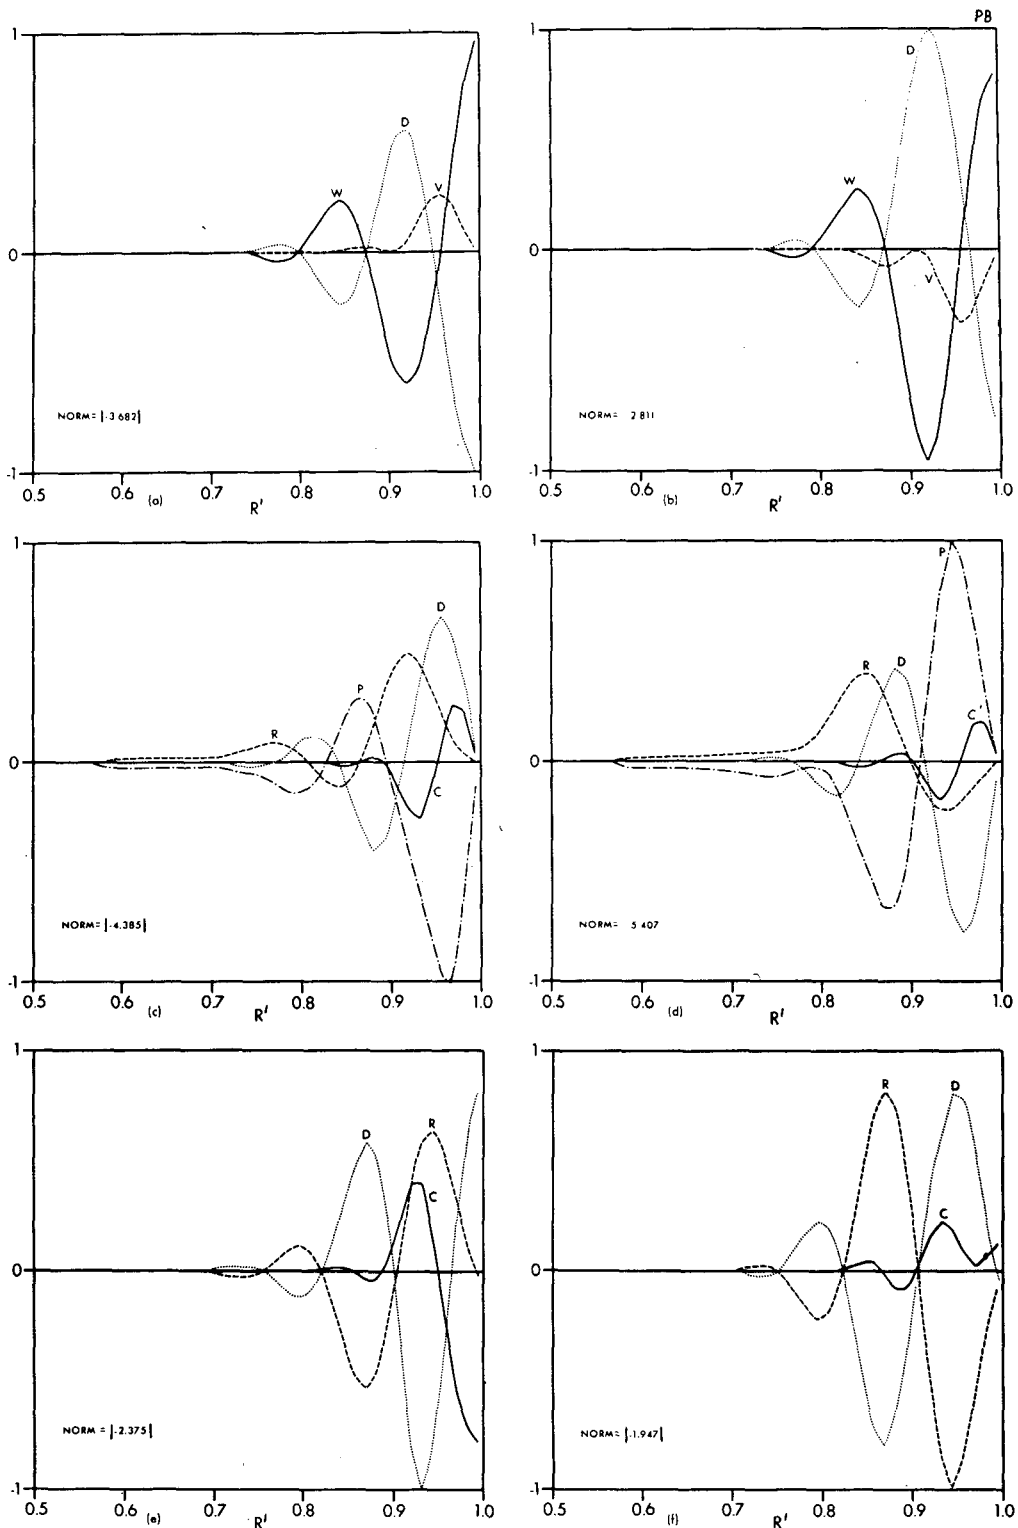 PB
1
D
W
V
0
NORM= |-3.682|
-1
0.5 0.6 0.7 0.8 0.9 1.0
(a)
R'
1
D
W
V
0
NORM= 2.811
-1
0.5 0.6 0.7 0.8 0.9 1.0
(b)
R'
1
D
P
R
C
0
NORM= |-4.385|
-1
0.5 0.6 0.7 0.8 0.9 1.0
(c)
R'
1
P
R
D
C'
0
NORM= 5.407
-1
0.5 0.6 0.7 0.8 0.9 1.0
(d)
R'
1
D
R
C
0
NORM = |-2.375|
-1
0.5 0.6 0.7 0.8 0.9 1.0
(e)
R'
1
R
D
C
0
NORM= |-1.947|
-1
0.5 0.6 0.7 0.8 0.9 1.0
(f)
R'